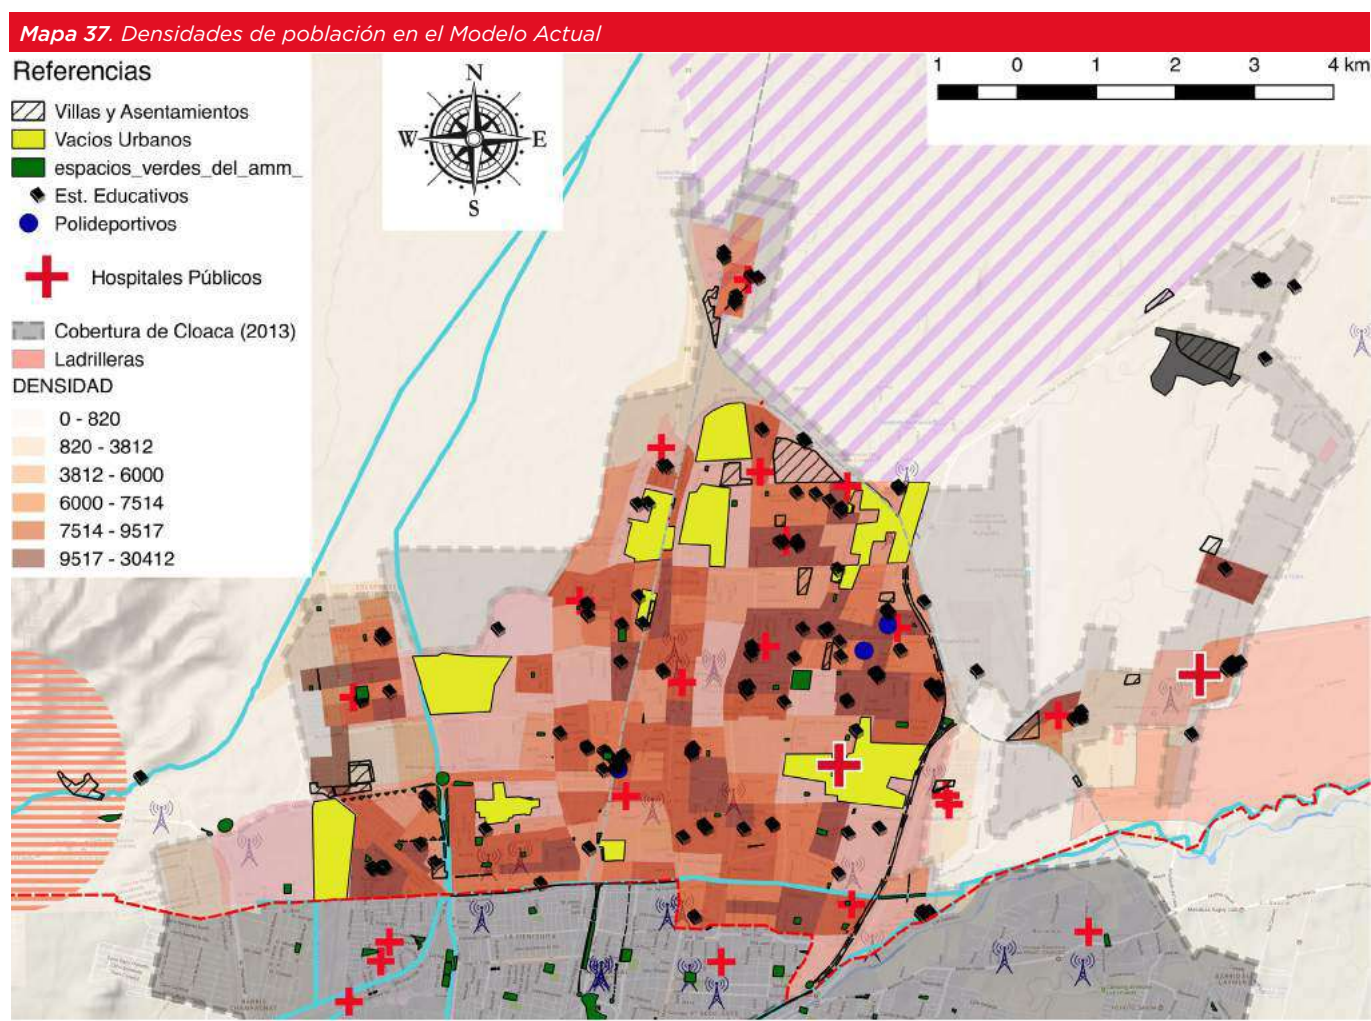 Mapa 37. Densidades de población en el Modelo Actual
Referencias
Villas y Asentamientos
Vacios Urbanos
espacios_verdes_del_amm_
Est. Educativos
Polideportivos
Hospitales Públicos
Cobertura de Cloaca (2013)
Ladrilleras
DENSIDAD
0 - 820
820 - 3812
3812 - 6000
6000 - 7514
7514 - 9517
9517 - 30412
N
W
E
S
1 0 1 2 3 4 km